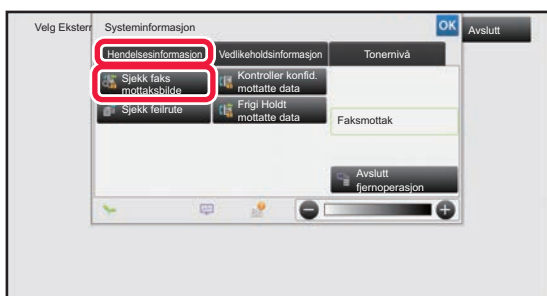 Velg Ekstern
Systeminformasjon
OK
Avslutt
Hendelsesinformasjon
Vedlikeholdsinformasjon
Tonernivå
Sjekk faks
mottaksbilde
Kontroller konfid.
mottatte data
Sjekk feilrute
Frigi Holdt
mottatte data
Faksmottak
Avslutt
fjernoperasjon